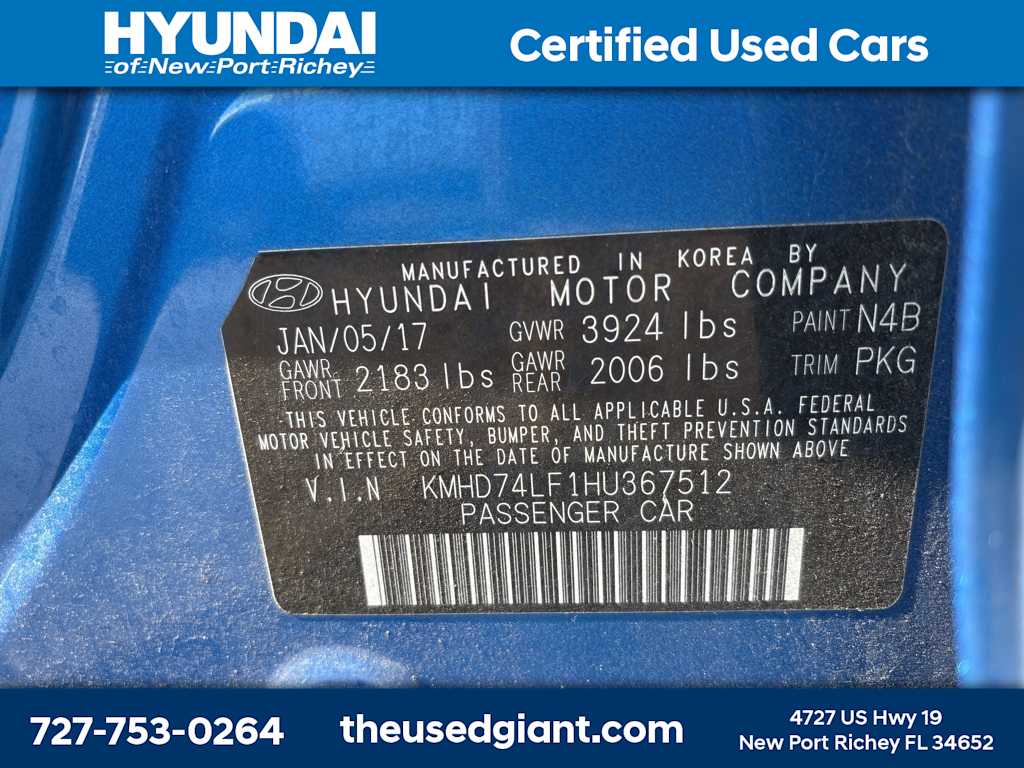 HYUNDAI
of New Port Richey
Certified Used Cars
MANUFACTURED IN KOREA BY
HYUNDAI MOTOR COMPANY
JAN/05/17 GVWR 3924 lbs PAINT N4B
GAWR FRONT 2183 lbs GAWR REAR 2006 lbs TRIM PKG
THIS VEHICLE CONFORMS TO ALL APPLICABLE U.S.A. FEDERAL
MOTOR VEHICLE SAFETY, BUMPER, AND THEFT PREVENTION STANDARDS
IN EFFECT ON THE DATE OF MANUFACTURE SHOWN ABOVE
V.I.N KMHD74LF1HU367512
PASSENGER CAR
727-753-0264
theusedgiant.com
4727 US Hwy 19
New Port Richey FL 34652